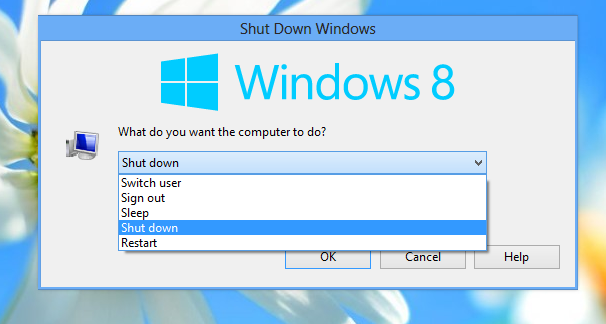 Shut Down Windows
Windows 8
What do you want the computer to do?
Shut down
Switch user
Sign out
Sleep
Shut down
Restart
OK Cancel Help